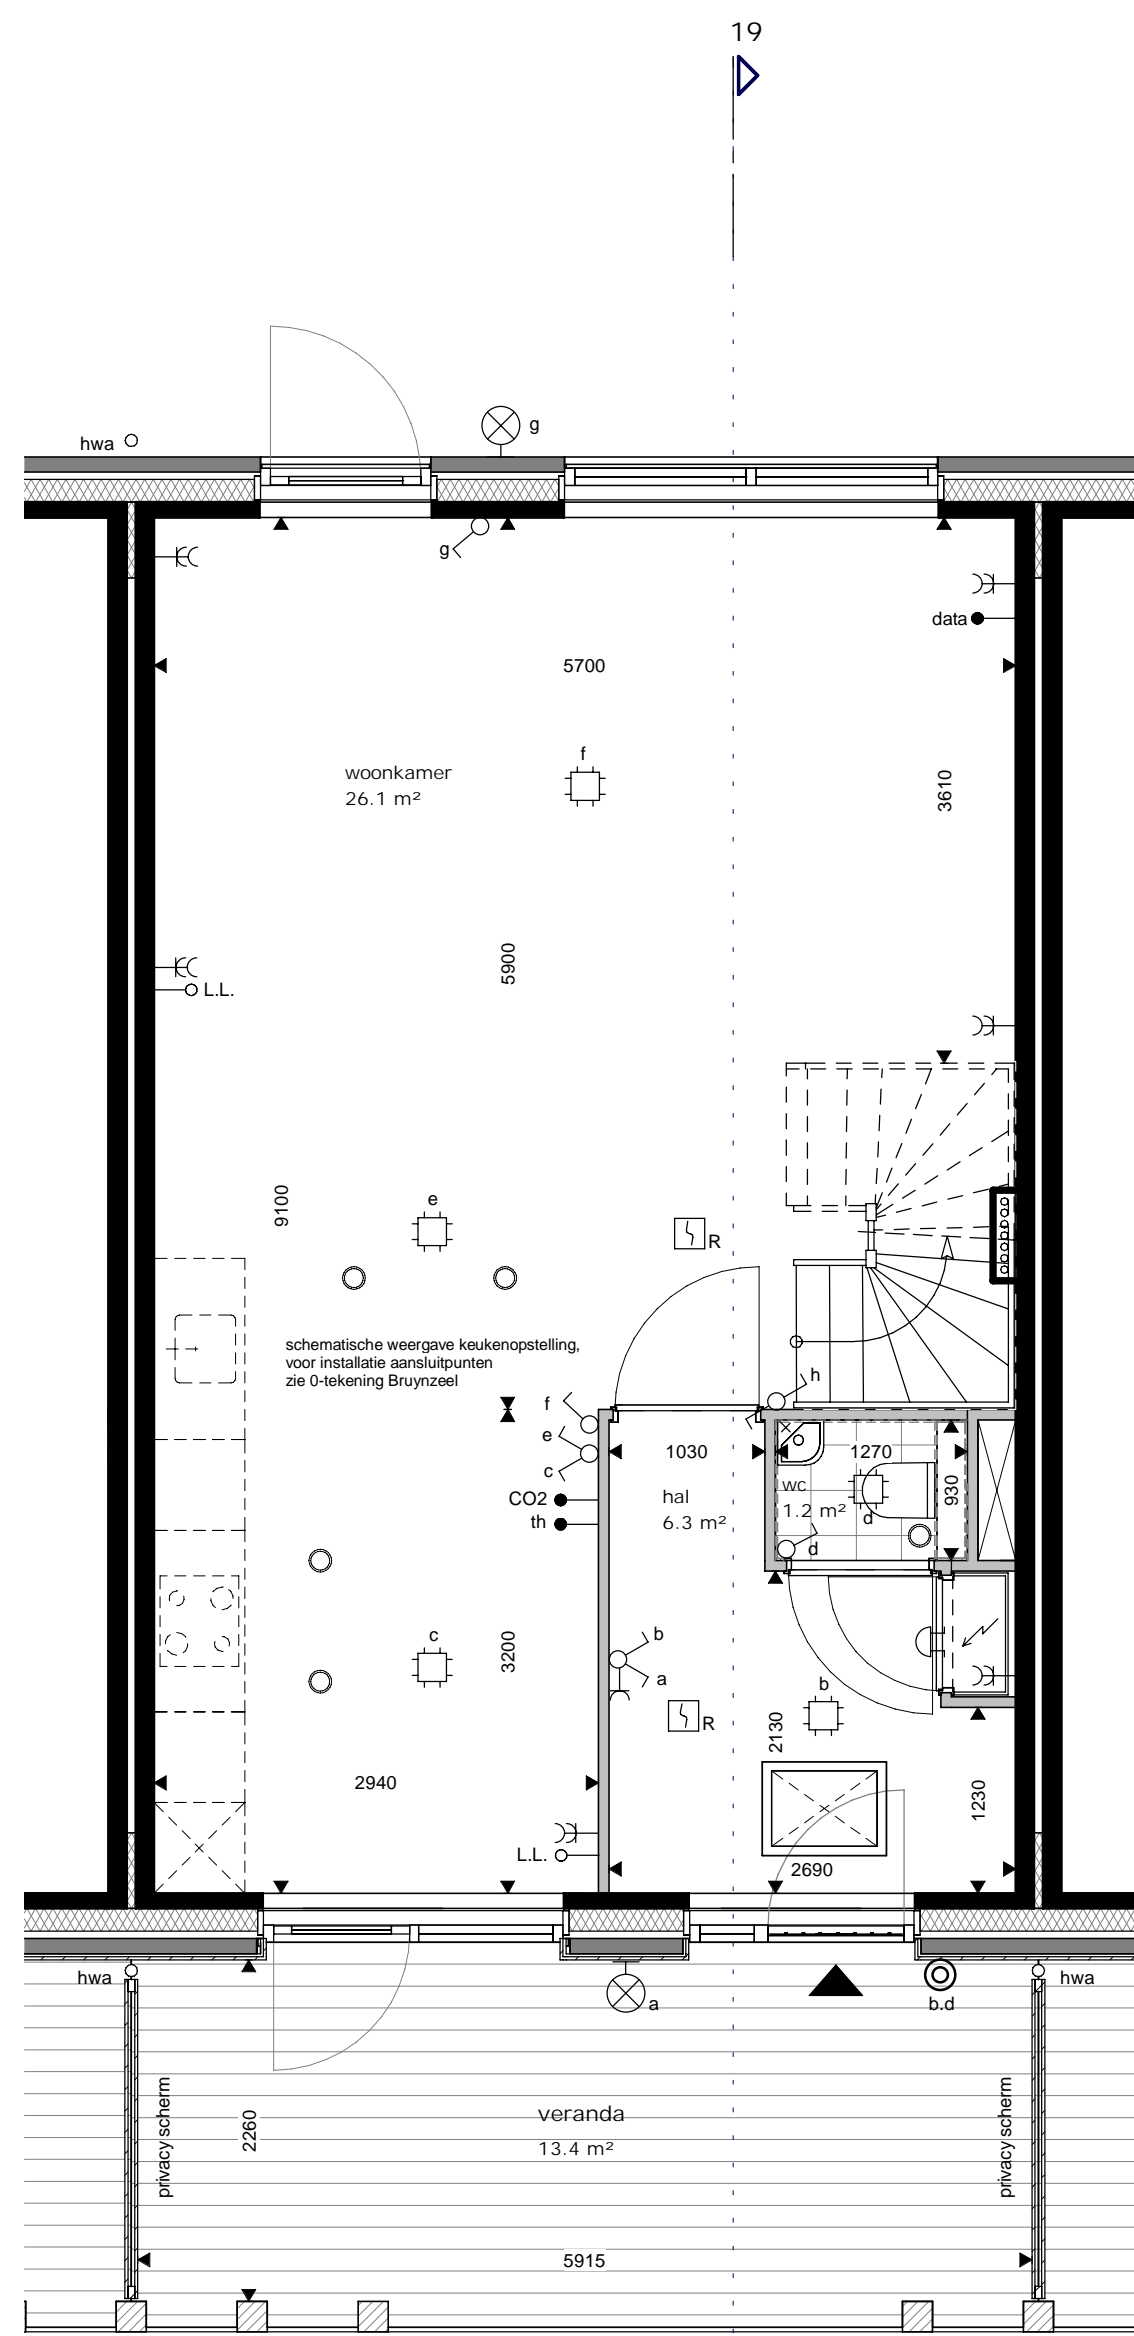 19
g
hwa
g
data
5700
f
woonkamer
26.1 m²
3610
5900
L.L.
9100
e
R
schematische weergave keukenopstelling,
voor installatie aansluitpunten
zie 0-tekening Bruynzeel
h
f
e
c
1030
1270
CO2
th
hal
6.3 m²
wc
1.2 m²
930
d
d
c
3200
b
a
b
R
2130
1230
2940
L.L.
2690
hwa
a
b.d
hwa
privacy scherm
2260
veranda
13.4 m²
privacy scherm
5915